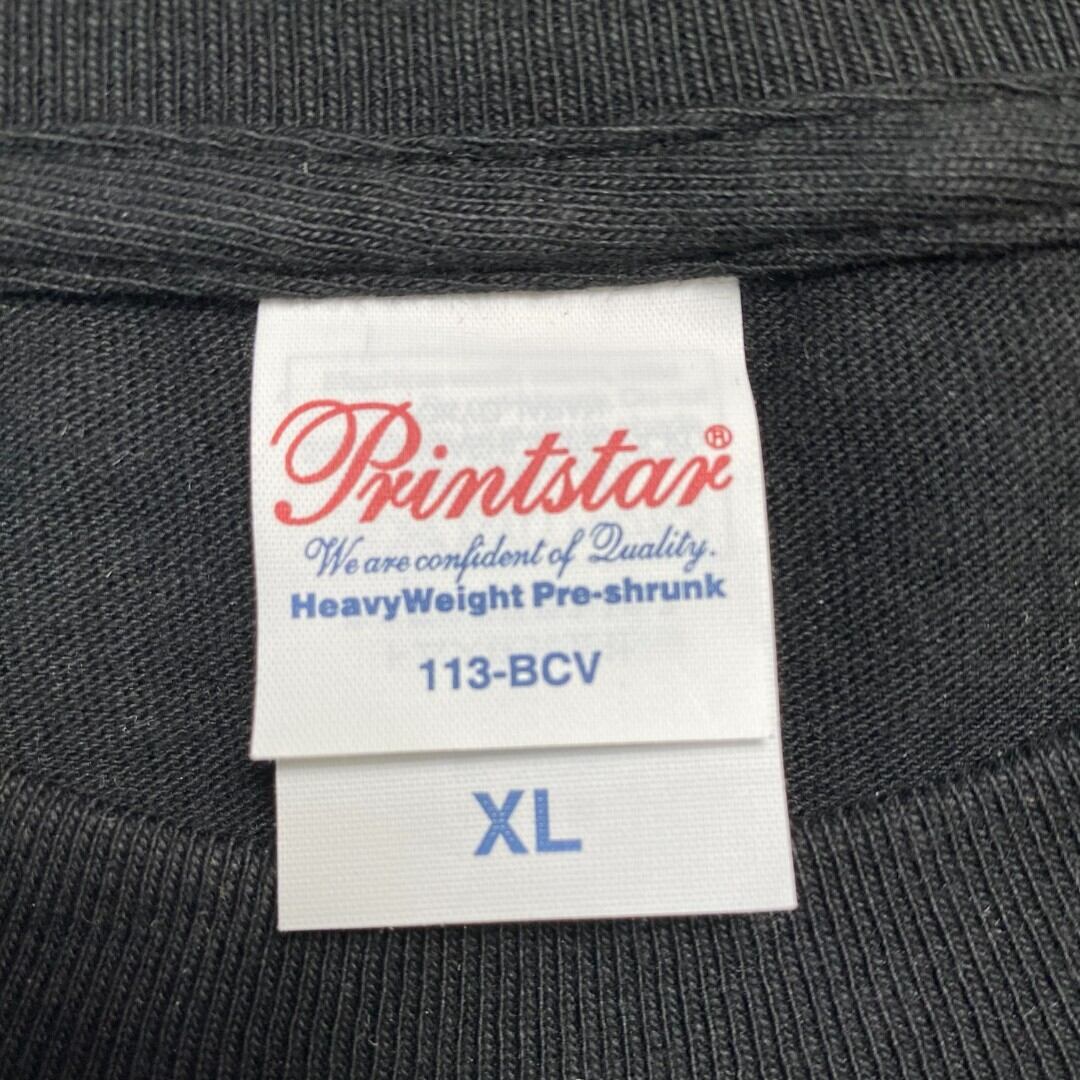 Printstar®
We are confident of Quality.
HeavyWeight Pre-shrunk
113-BCV
XL